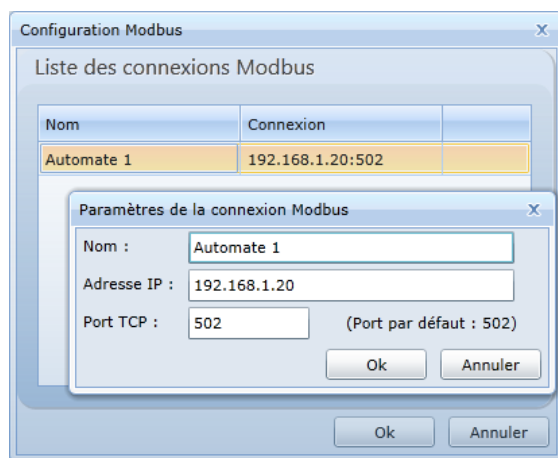 Configuration Modbus x
Liste des connexions Modbus
Nom Connexion
Automate 1 192.168.1.20:502
Paramètres de la connexion Modbus x
Nom : Automate 1
Adresse IP : 192.168.1.20
Port TCP : 502 (Port par défaut : 502)
Ok Annuler
Ok Annuler